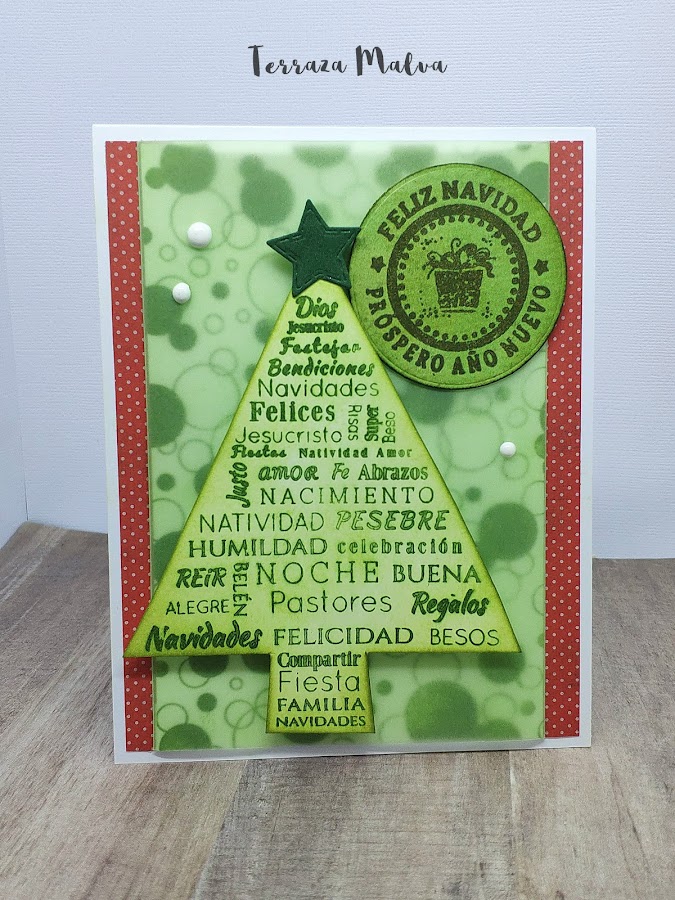 Terraza Malva
FELIZ NAVIDAD
PRÓSPERO AÑO NUEVO
Dios
Jesucristo
Festejar
Bendiciones
Navidades
Felices
Risas
Super
Beso
Jesucristo
Fiestas Natividad Amor
Justo
amor Fe Abrazos
NACIMIENTO
NATIVIDAD PESEBRE
HUMILDAD celebración
REÍR BELÉN NOCHE BUENA
ALEGRE Pastores Regalos
Navidades FELICIDAD BESOS
Compartir
Fiesta
FAMILIA
NAVIDADES